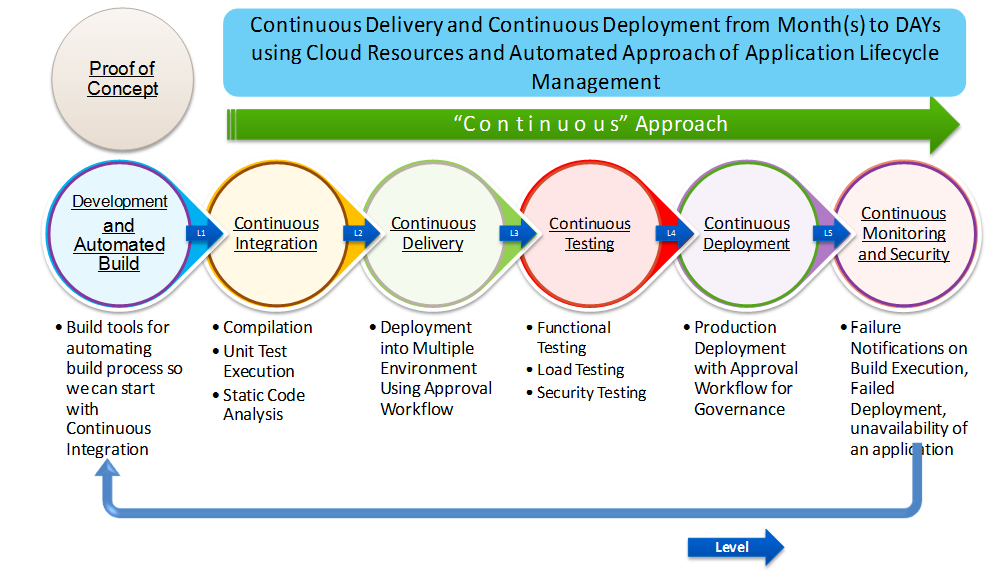 Proof of
Concept
Continuous Delivery and Continuous Deployment from Month(s) to DAYs
using Cloud Resources and Automated Approach of Application Lifecycle
Management
“C o n t i n u o u s” Approach
Development
and
Automated
Build
L1
Continuous
Integration
L2
Continuous
Delivery
L3
Continuous
Testing
L4
Continuous
Deployment
L5
Continuous
Monitoring
and Security
• Build tools for
automating
build process so
we can start
with
Continuous
Integration
• Compilation
• Unit Test
Execution
• Static Code
Analysis
• Deployment
into Multiple
Environment
Using Approval
Workflow
• Functional
Testing
• Load Testing
• Security Testing
• Production
Deployment
with Approval
Workflow for
Governance
• Failure
Notifications on
Build Execution,
Failed
Deployment,
unavailability of
an application
Level